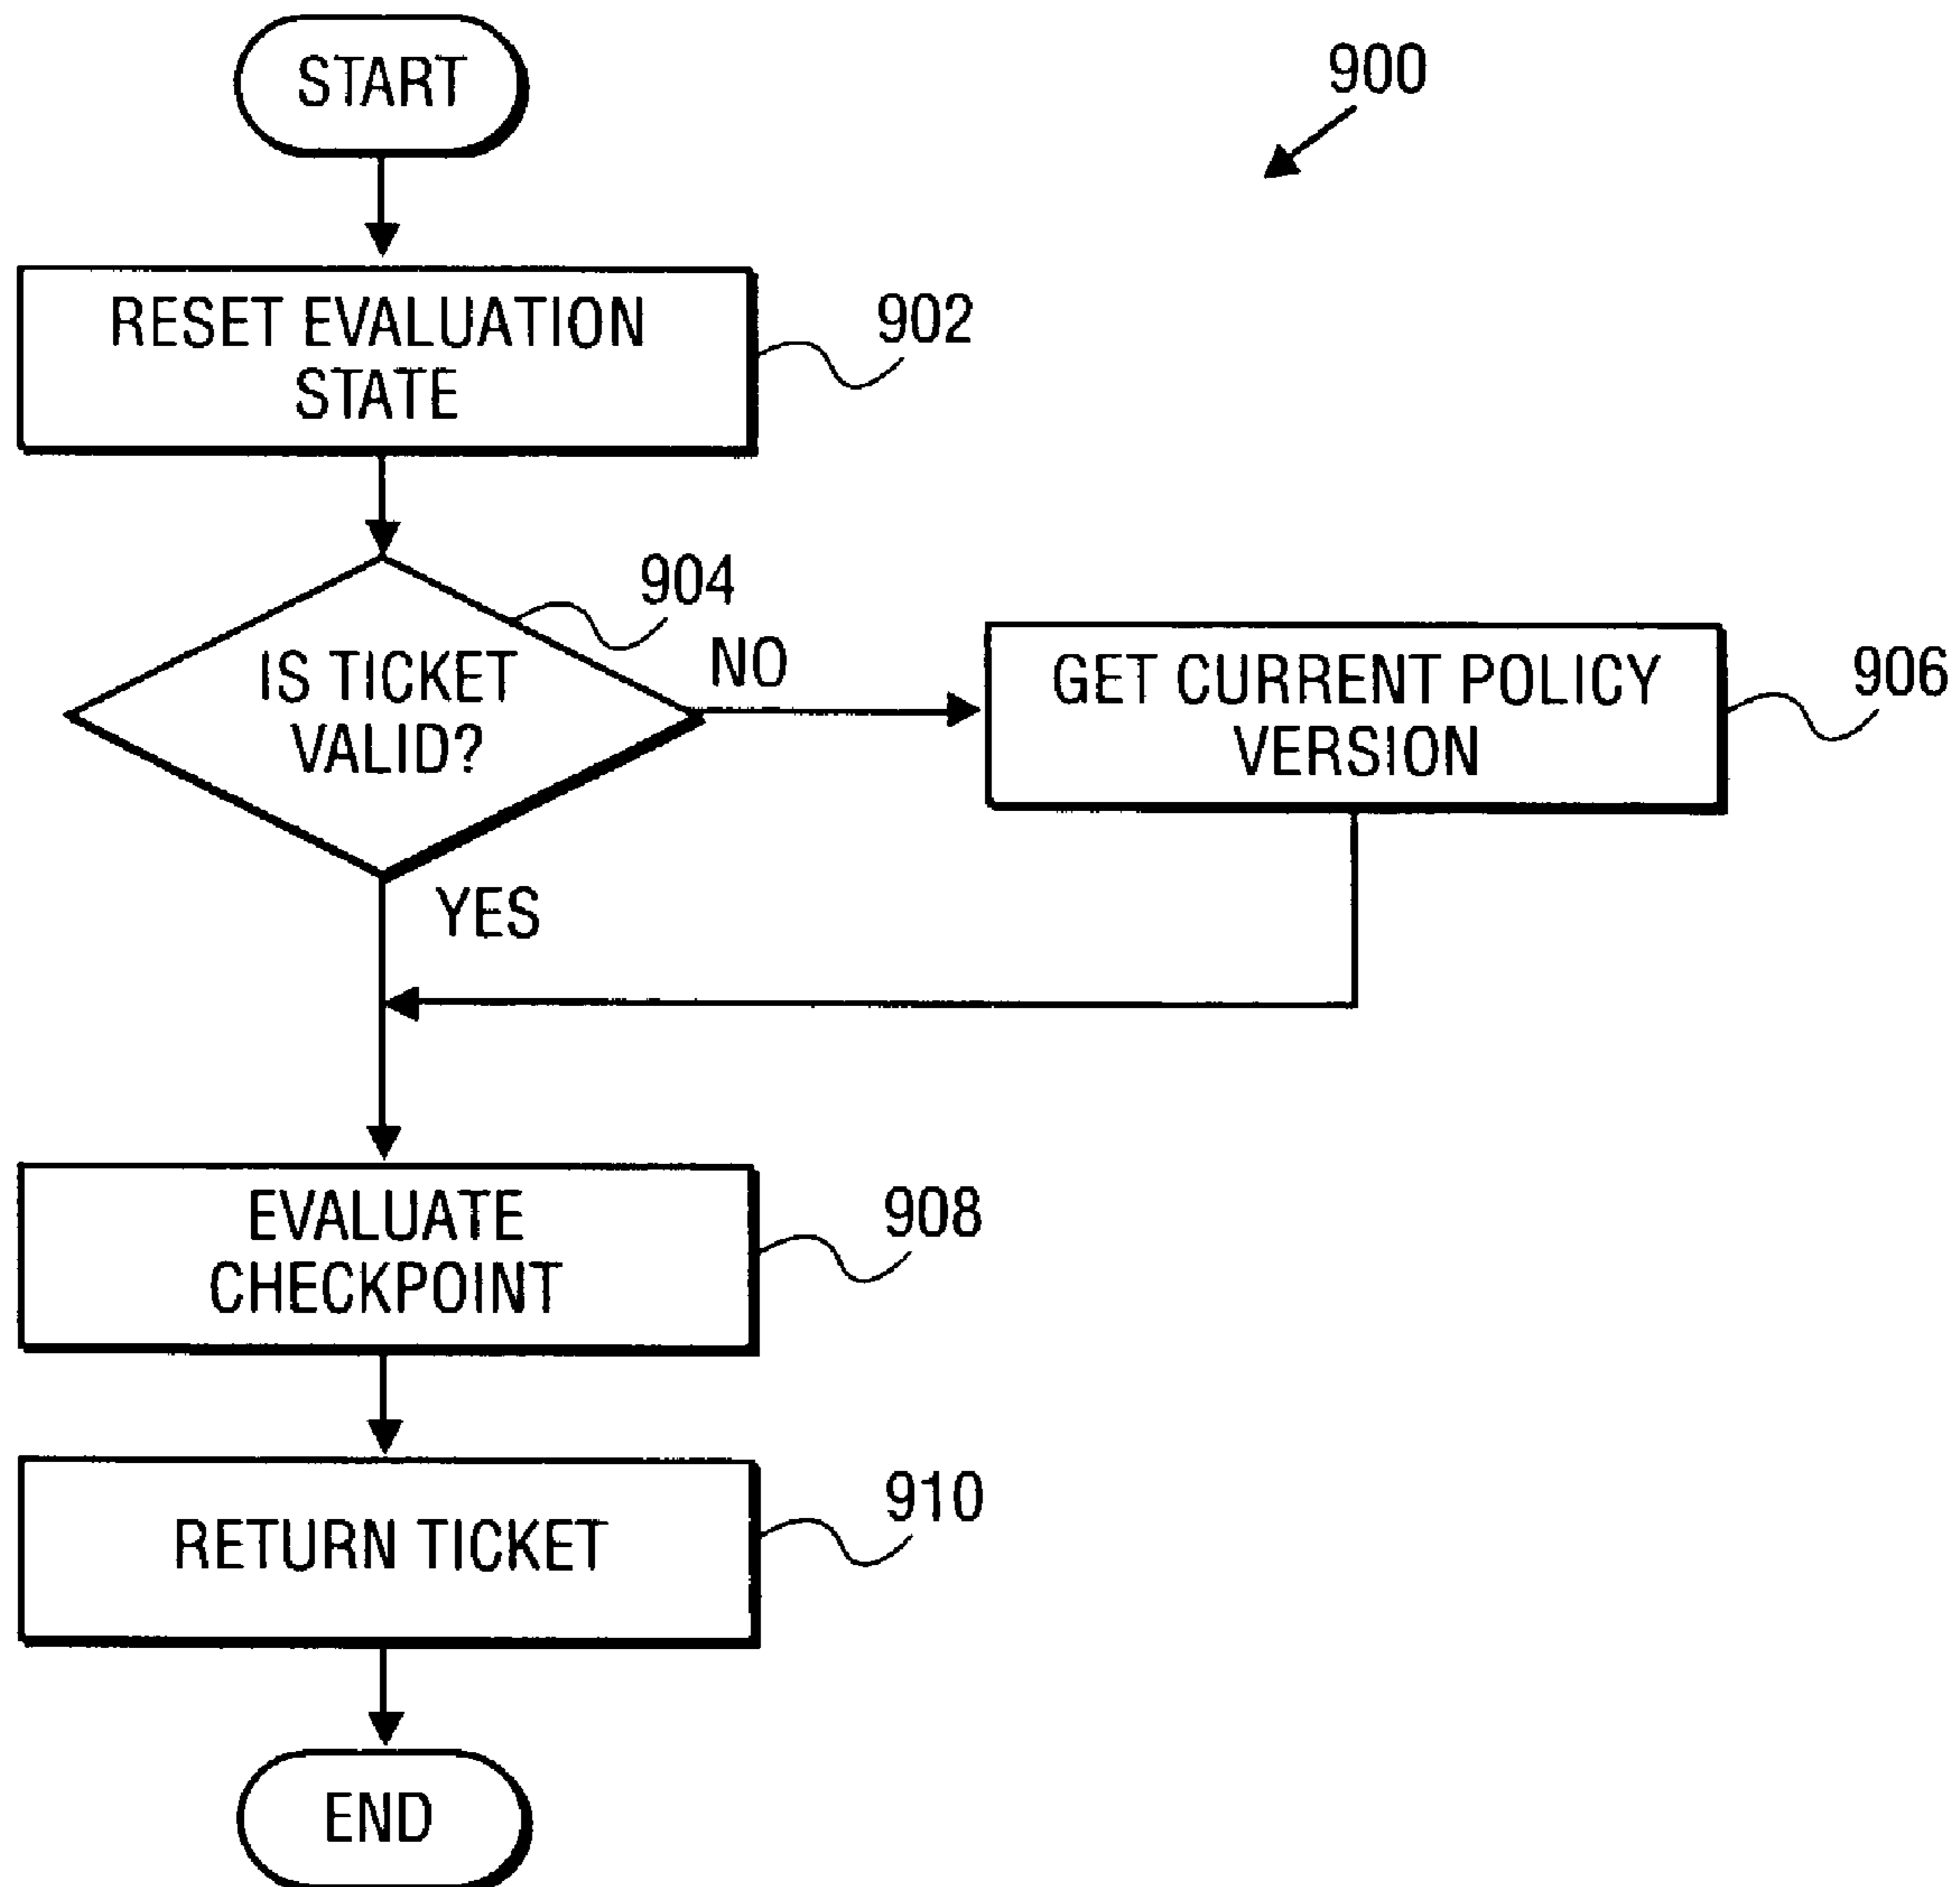 START
900
RESET EVALUATION
STATE
902
904
IS TICKET
VALID?
NO
GET CURRENT POLICY
VERSION
906
YES
EVALUATE
CHECKPOINT
908
RETURN TICKET
910
END